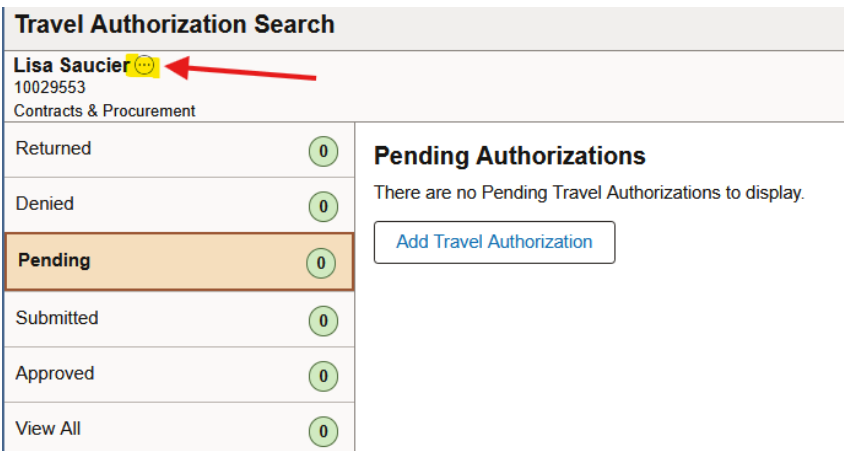 Travel Authorization Search
Lisa Saucier
10029553
Contracts & Procurement
Returned 0
Denied 0
Pending 0
Submitted 0
Approved 0
View All 0
Pending Authorizations
There are no Pending Travel Authorizations to display.
Add Travel Authorization